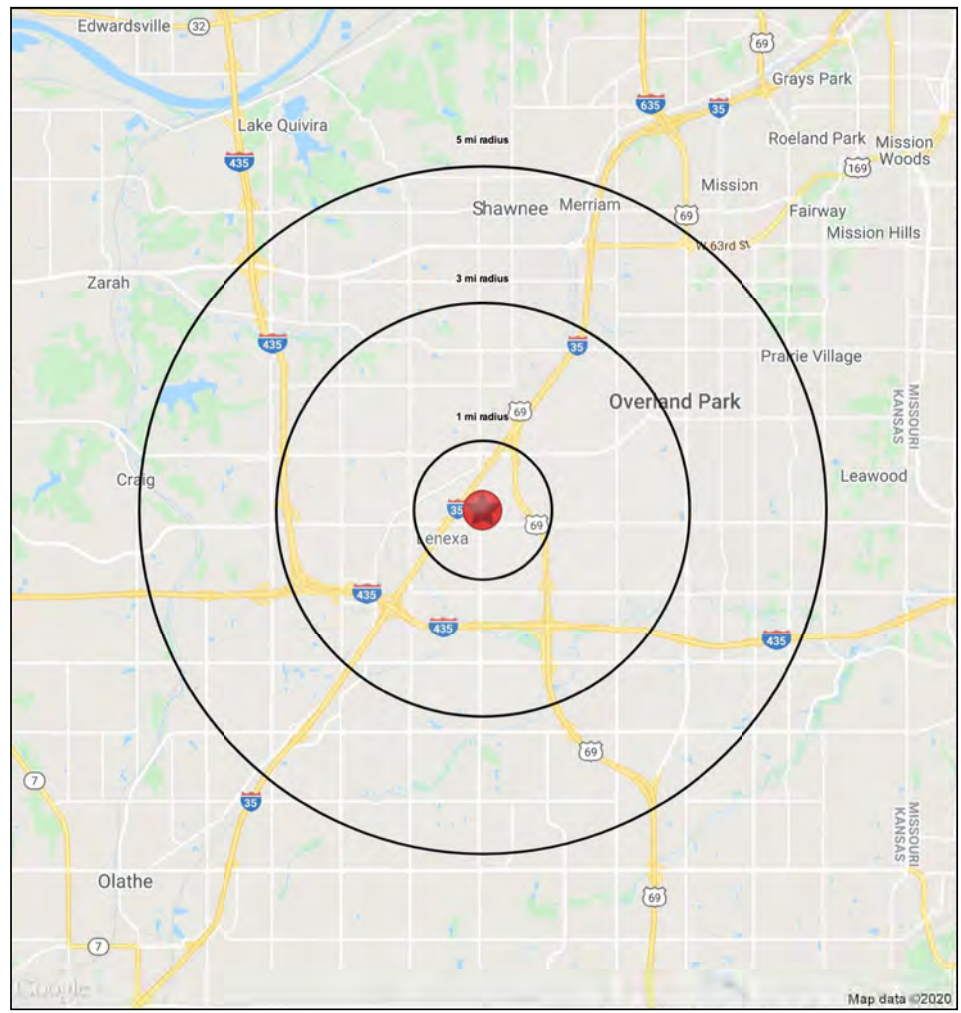 Edwardsville
32
69
Grays Park
635
35
Lake Quivira
5 mi radius
Roeland Park
Mission
Woods
435
169
Mission
Shawnee
Merriam
69
Fairway
Mission Hills
W 63rd St
Zarah
3 mi radius
435
35
Prairie Village
Overland Park
MISSOURI
KANSAS
69
1 mi radius
Craig
Leawood
35
69
Lenexa
435
435
435
69
7
35
MISSOURI
KANSAS
Olathe
69
7
Google
Map data ©2020